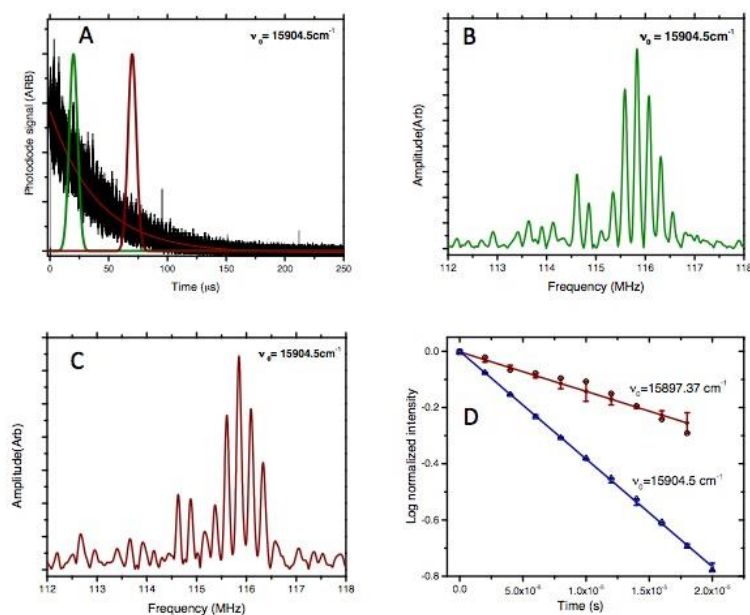 A
ν₀ = 15904.5cm⁻¹
Photodiode signal (ARB)
0 50 100 150 200 250
Time (μs)
B
ν₀ = 15904.5cm⁻¹
Amplitude(Arb)
112 113 114 115 116 117 118
Frequency (MHz)
C
ν₀ = 15904.5cm⁻¹
Amplitude(Arb)
112 113 114 115 116 117 118
Frequency (MHz)
D
Log normalized intensity
0.0
-0.2
-0.4
-0.6
-0.8
ν₀=15897.37 cm⁻¹
ν₀=15904.5 cm⁻¹
0.0 5.0x10⁻⁶ 1.0x10⁻⁵ 1.5x10⁻⁵ 2.0x10⁻⁵
Time (s)